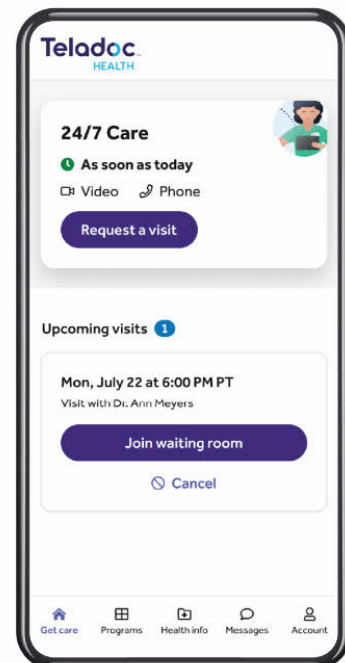 Teladoc
HEALTH
24/7 Care
As soon as today
Video Phone
Request a visit
Upcoming visits 1
Mon, July 22 at 6:00 PM PT
Visit with Dr. Ann Meyers
Join waiting room
Cancel
Get care Programs Health info Messages Account